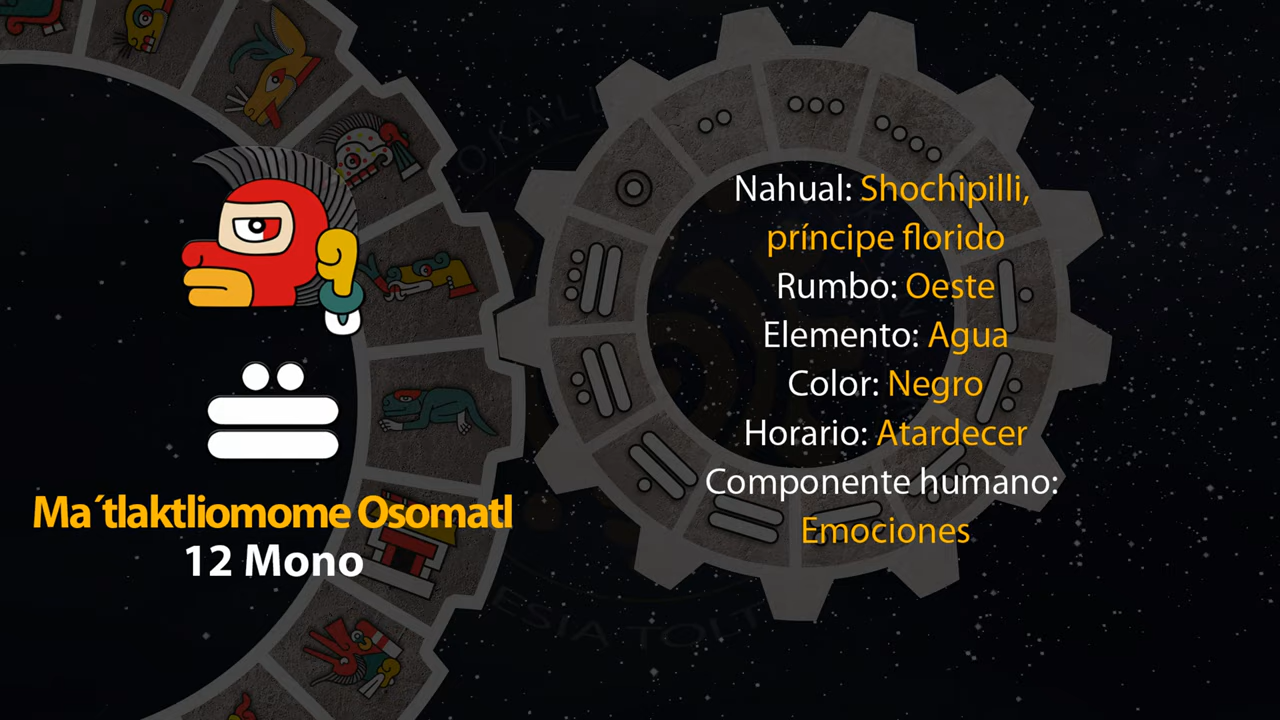 Ma´tlaktliomome Osomatl
12 Mono
Nahual: Shochipilli,
príncipe florido
Rumbo: Oeste
Elemento: Agua
Color: Negro
Horario: Atardecer
Componente humano:
Emociones